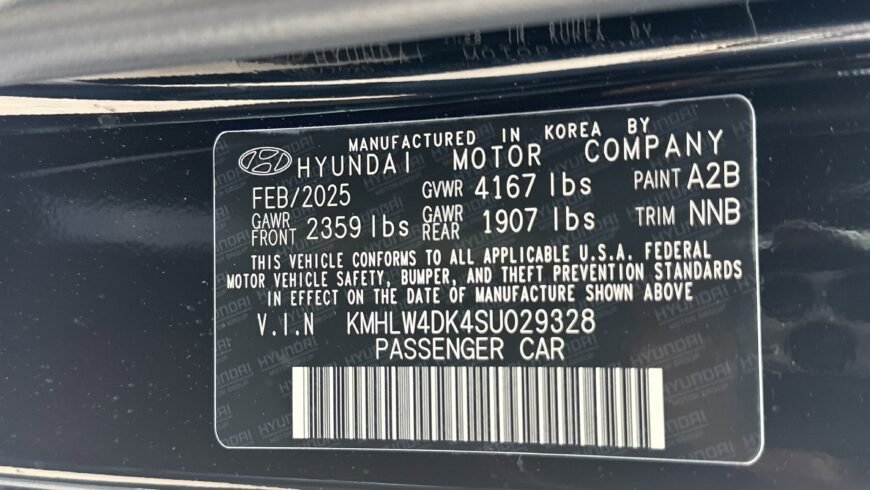 MANUFACTURED IN KOREA BY
HYUNDAI MOTOR COMPANY
FEB/2025 GVWR 4167 lbs PAINT A2B
GAWR FRONT 2359 lbs GAWR REAR 1907 lbs TRIM NNB
THIS VEHICLE CONFORMS TO ALL APPLICABLE U.S.A. FEDERAL
MOTOR VEHICLE SAFETY, BUMPER, AND THEFT PREVENTION STANDARDS
IN EFFECT ON THE DATE OF MANUFACTURE SHOWN ABOVE
V.I.N KMHLW4DK4SU029328
PASSENGER CAR